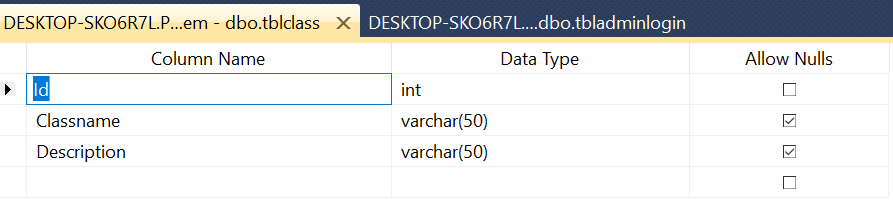 DESKTOP-SKO6R7L.P...em - dbo.tblclass DESKTOP-SKO6R7L....dbo.tbladminlogin
Column Name Data Type Allow Nulls
Id int
Classname varchar(50)
Description varchar(50)